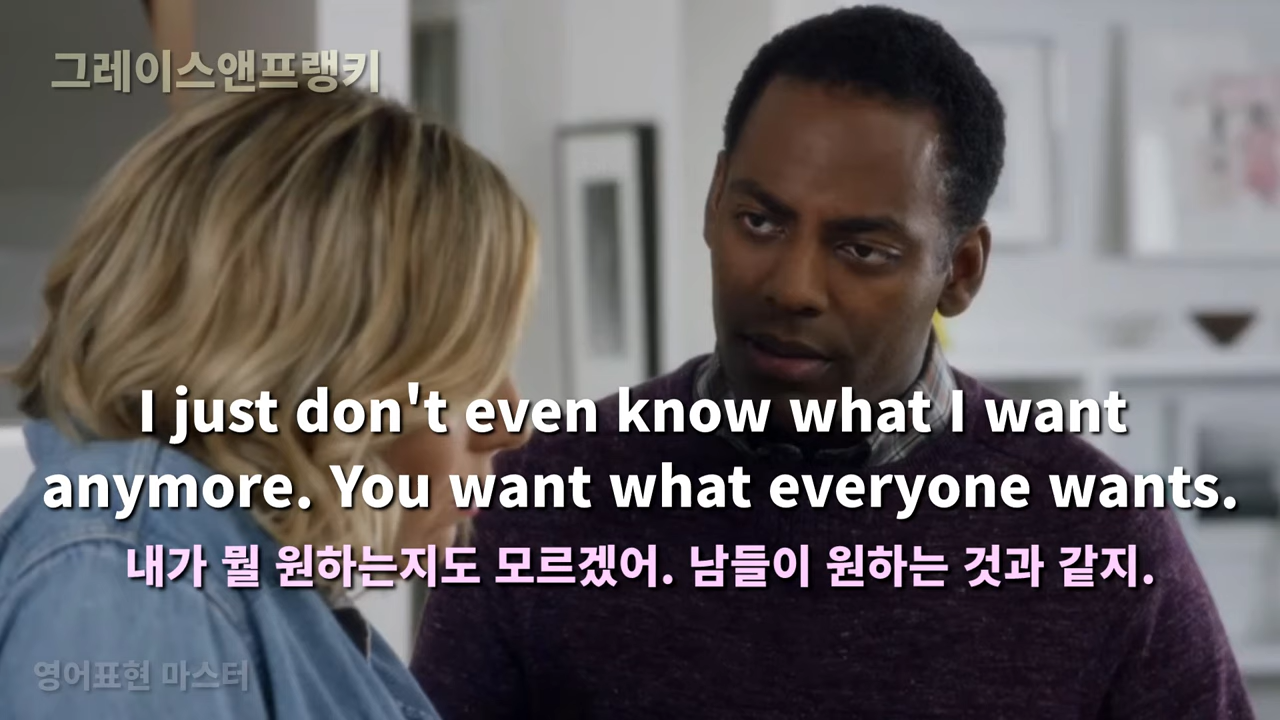 그레이스앤프랭키
I just don't even know what I want
anymore. You want what everyone wants.
내가 뭘 원하는지도 모르겠어. 남들이 원하는 것과 같지.
영어표현 마스터